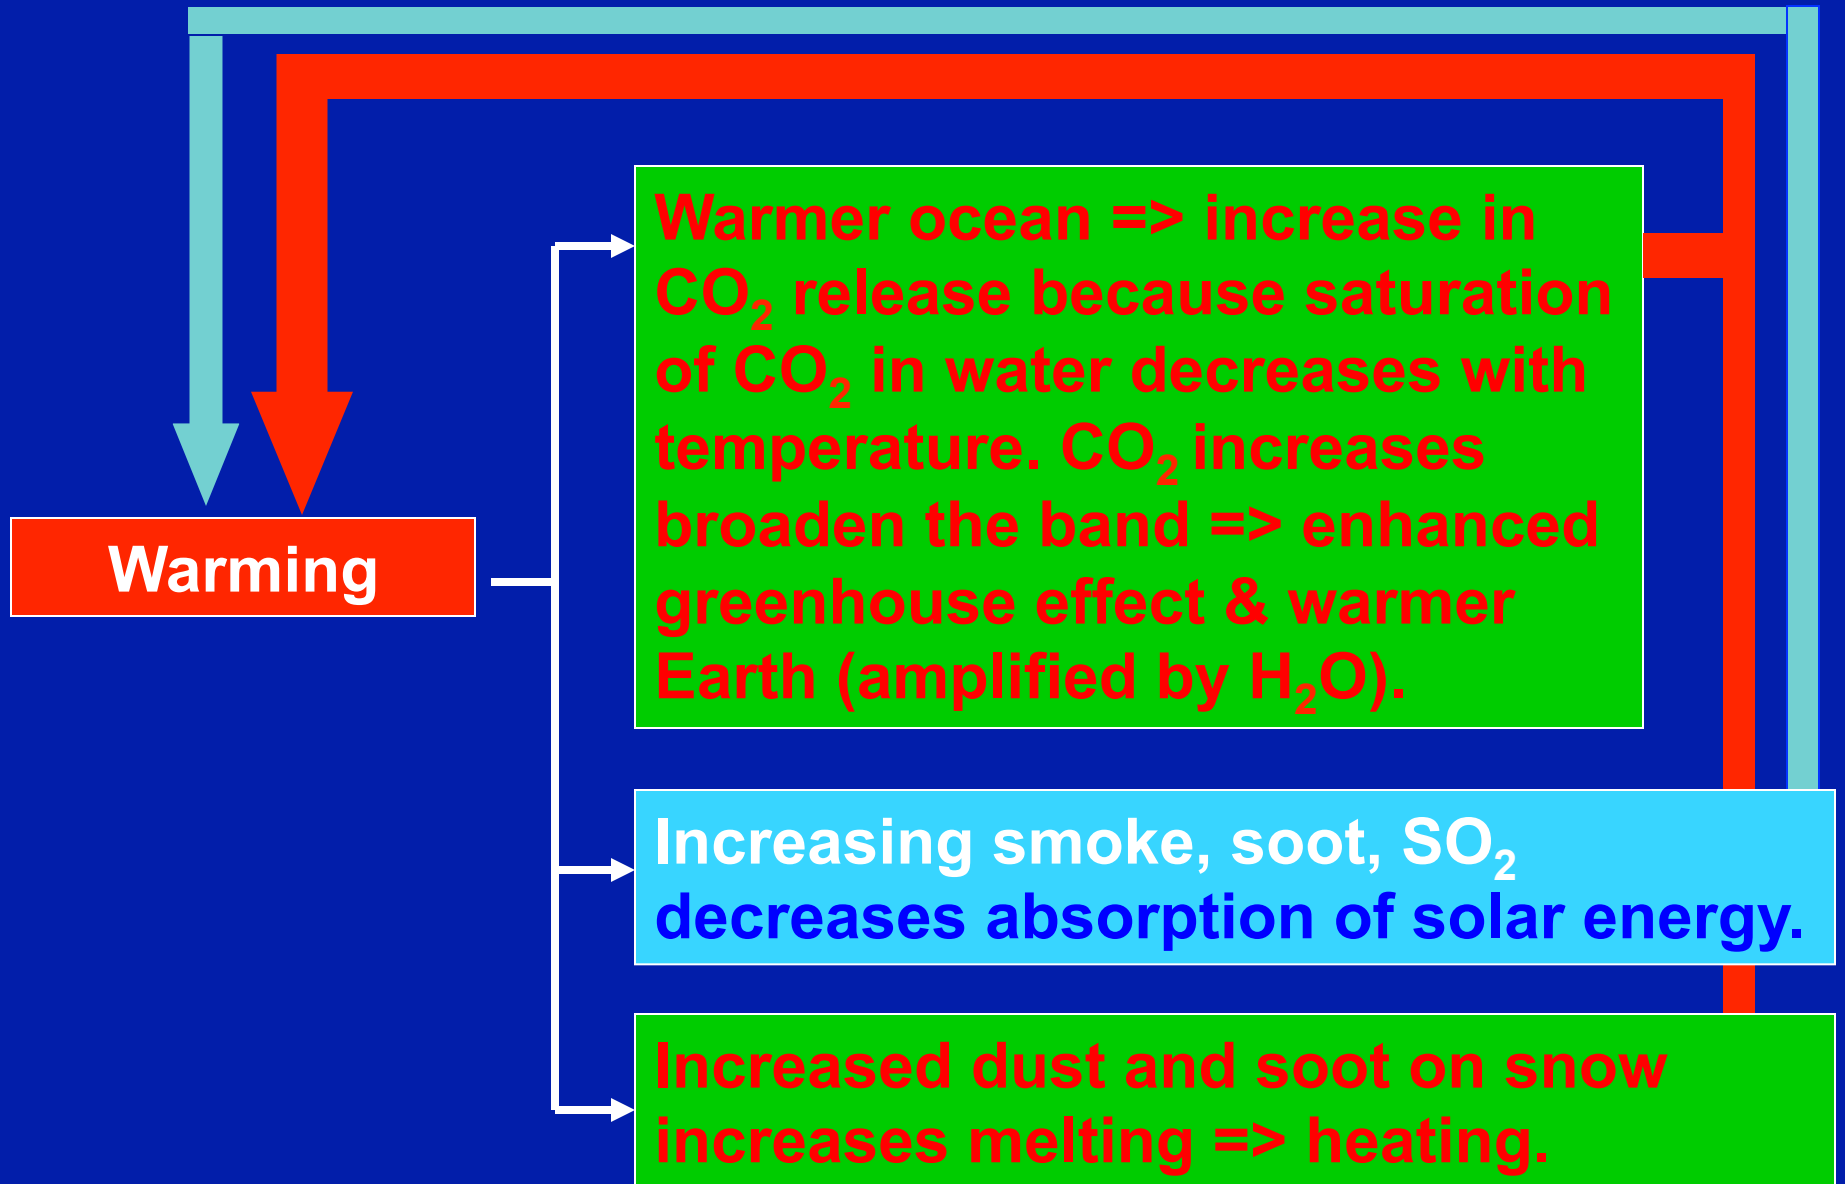 Warming
Warmer ocean => increase in
CO₂ release because saturation
of CO₂ in water decreases with
temperature. CO₂ increases
broaden the band => enhanced
greenhouse effect & warmer
Earth (amplified by H₂O).
Increasing smoke, soot, SO₂
decreases absorption of solar energy.
Increased dust and soot on snow
increases melting => heating.